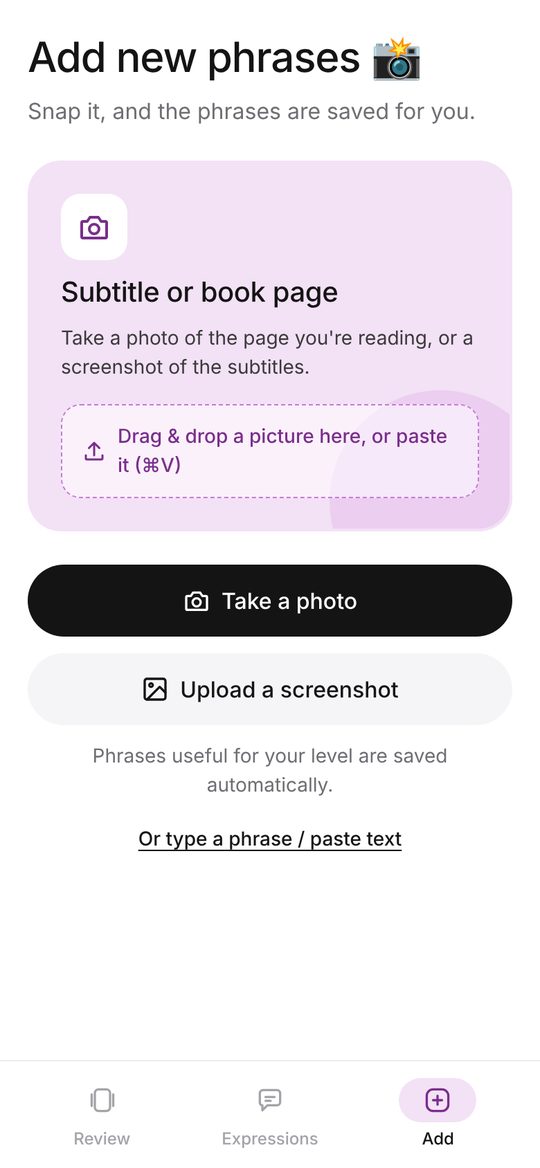 Add new phrases 📸
Snap it, and the phrases are saved for you.
Subtitle or book page
Take a photo of the page you're reading, or a
screenshot of the subtitles.
Drag & drop a picture here, or paste
it (⌘V)
Take a photo
Upload a screenshot
Phrases useful for your level are saved
automatically.
Or type a phrase / paste text
Review
Expressions
Add